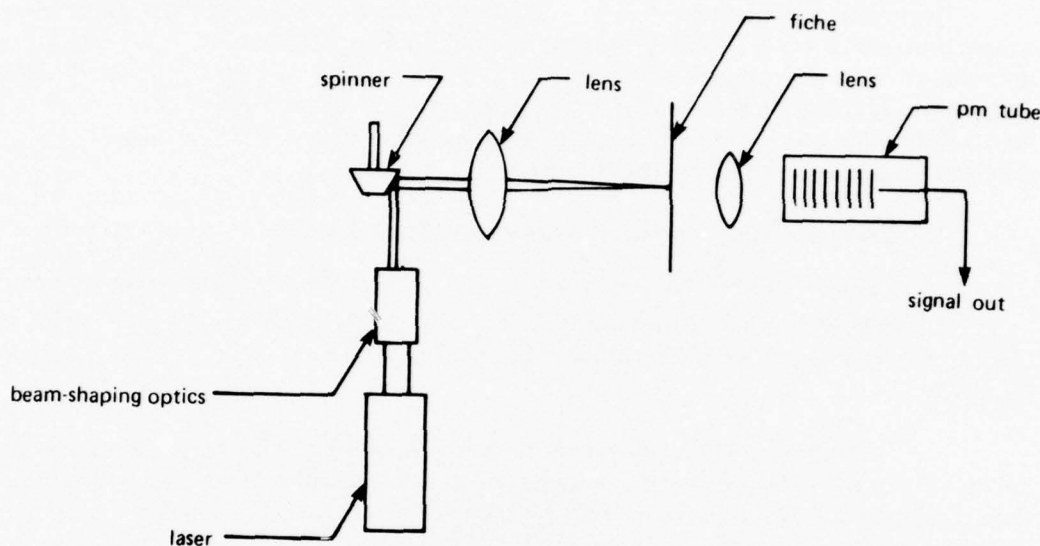 fiche
spinner
lens
lens
pm tube
signal out
beam-shaping optics
laser